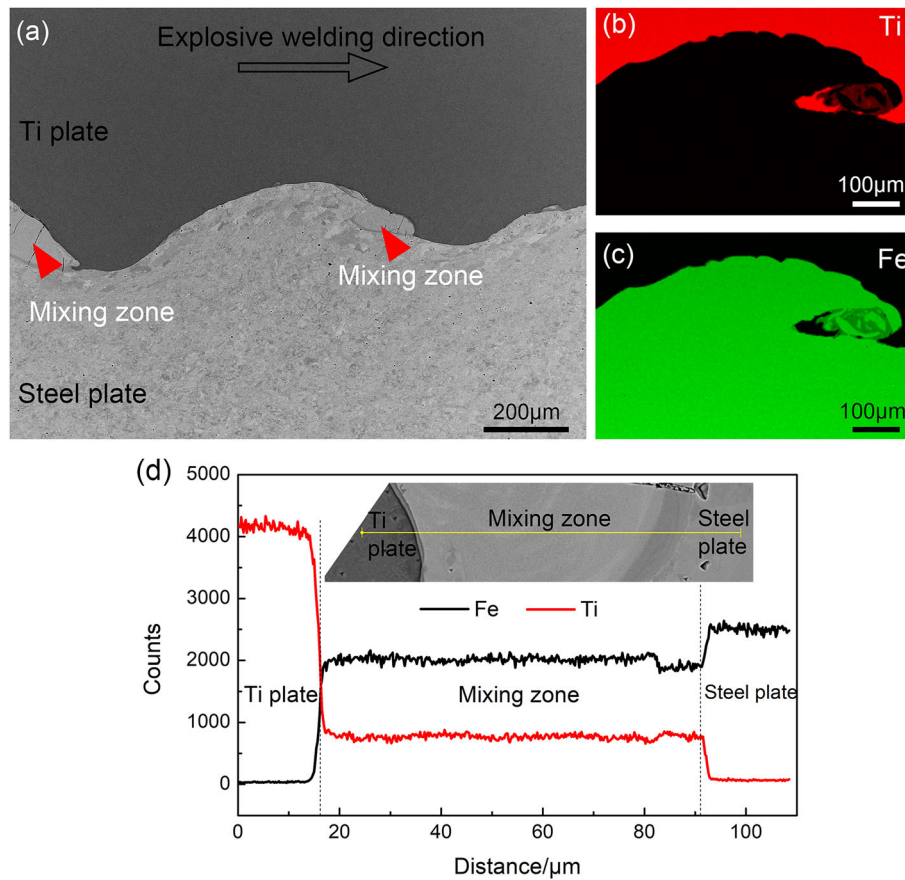 (a)
Explosive welding direction
Ti plate
Mixing zone
Mixing zone
Steel plate
200μm
(b)
Ti
100μm
(c)
Fe
100μm
(d)
5000
4000
3000
2000
1000
0
Counts
Ti plate
Mixing zone
Steel plate
Fe
Ti
Ti plate
Mixing zone
Steel plate
0
20
40
60
80
100
Distance/μm